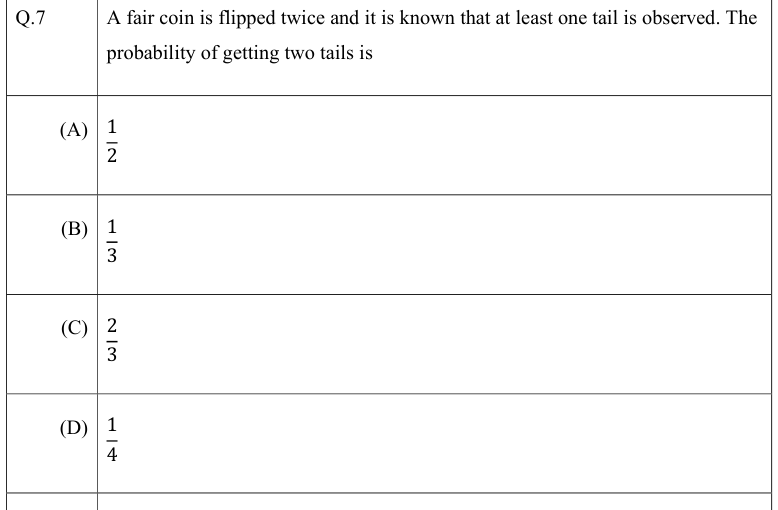 Q.7 A fair coin is flipped twice and it is known that at least one tail is observed. The
probability of getting two tails is
(A) 1/2
(B) 1/3
(C) 2/3
(D) 1/4